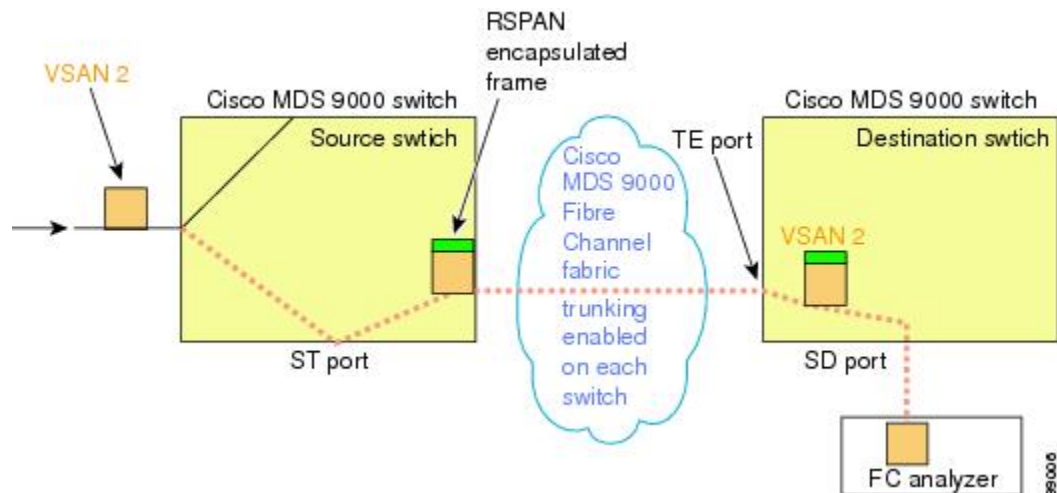 RSPAN
encapsulated
frame
VSAN 2
Cisco MDS 9000 switch
Source swtich
Cisco
MDS 9000
Fibre
Channel
fabric
trunking
enabled
on each
switch
TE port
Cisco MDS 9000 switch
Destination swtich
VSAN 2
ST port
SD port
FC analyzer